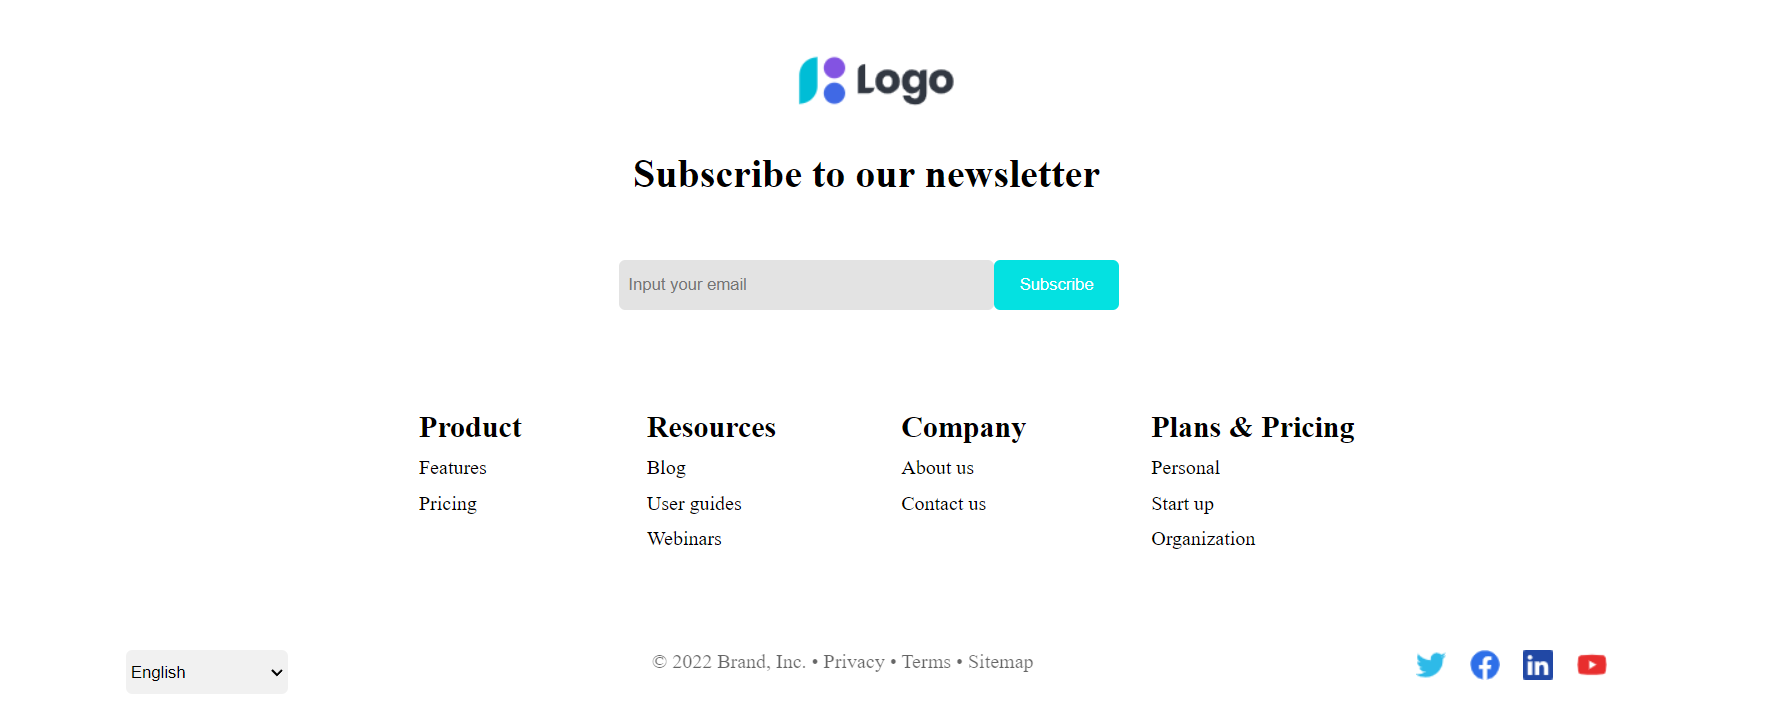 Logo
Subscribe to our newsletter
Input your email
Subscribe
Product
Features
Pricing
Resources
Blog
User guides
Webinars
Company
About us
Contact us
Plans & Pricing
Personal
Start up
Organization
English
© 2022 Brand, Inc. • Privacy • Terms • Sitemap